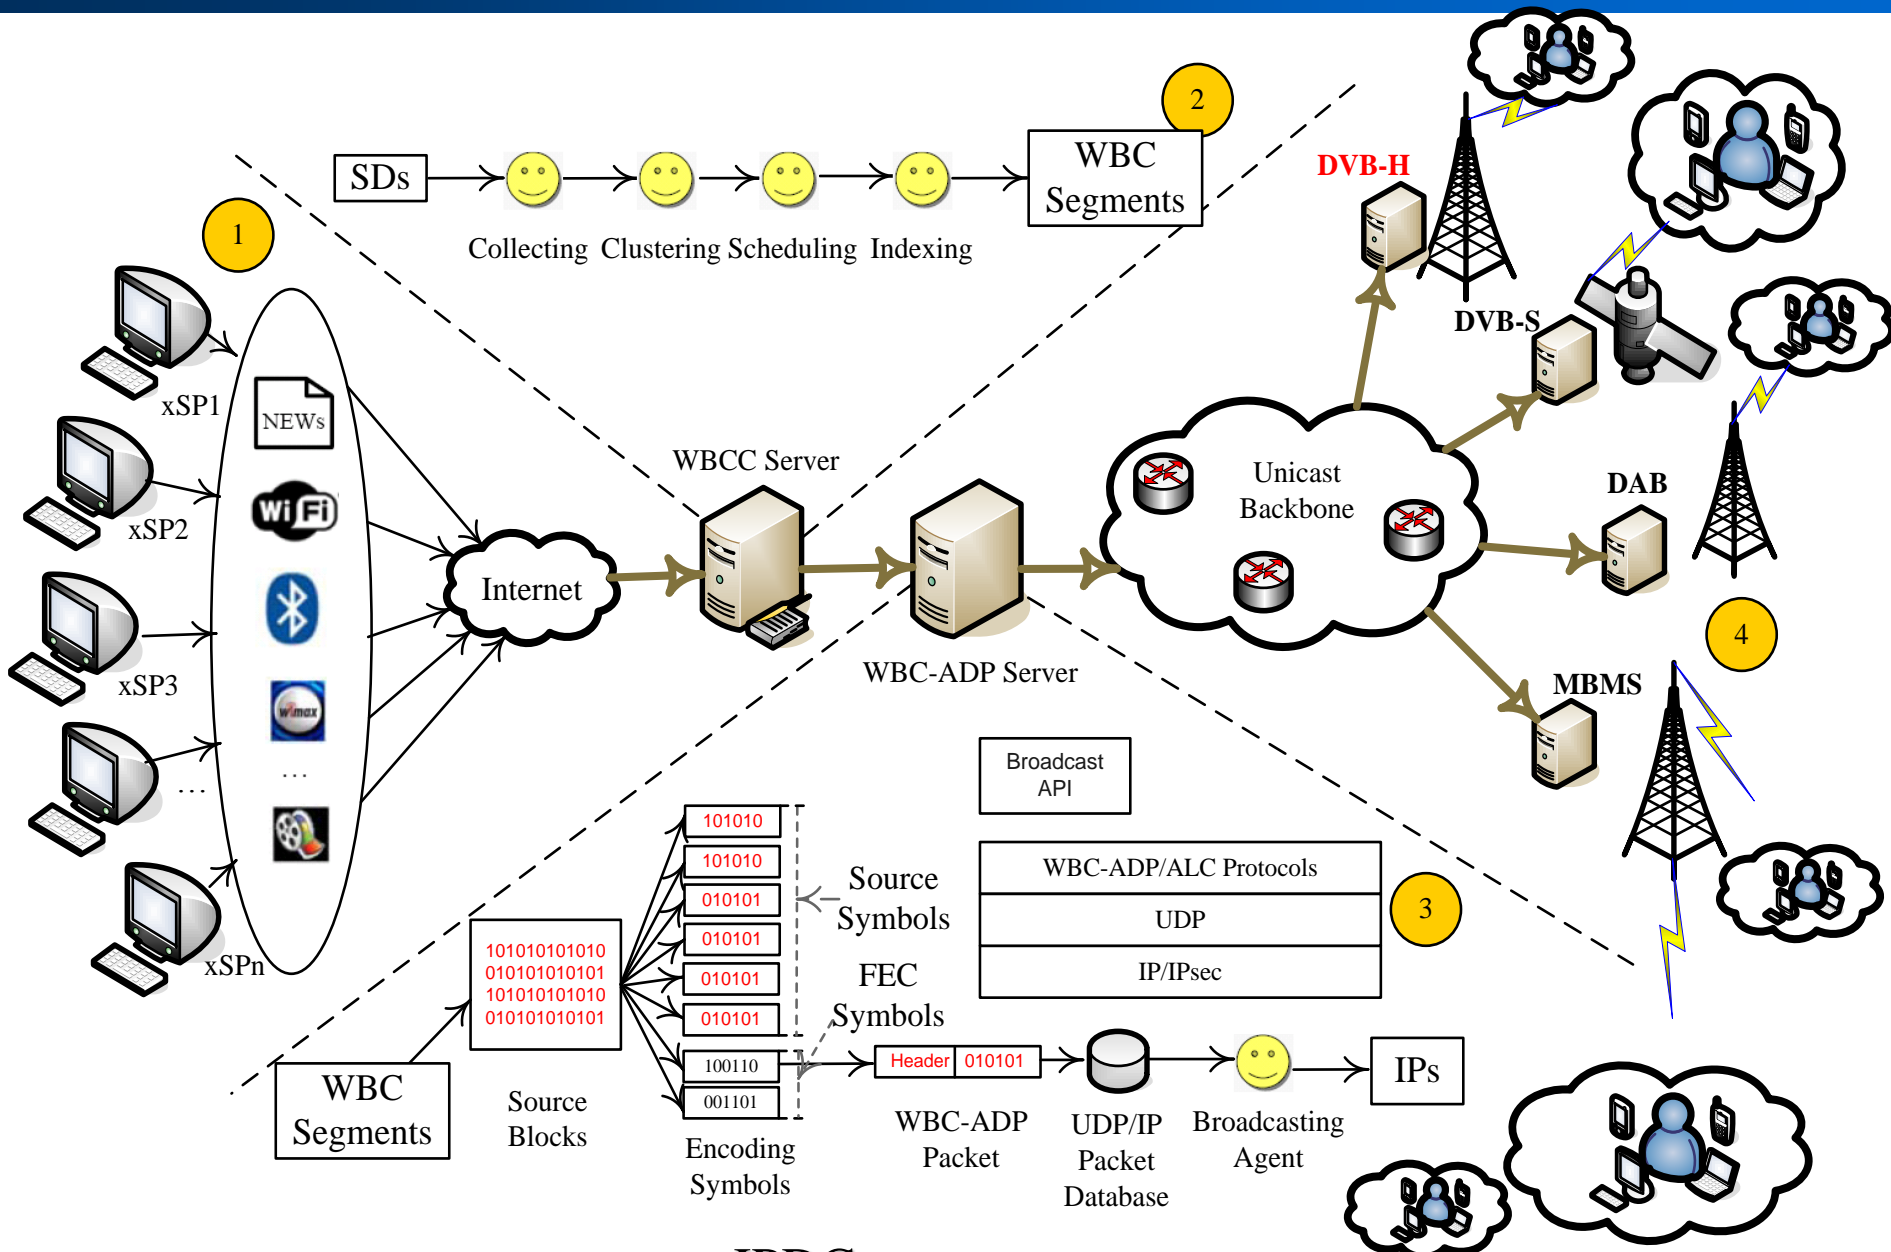 2
SDs
WBC
Segments
Collecting Clustering Scheduling Indexing
1
xSP1
xSP2
xSP3
...
xSPn
NEWs
WiFi
wimax
...
Internet
WBCC Server
WBC-ADP Server
Unicast
Backbone
DVB-H
DVB-S
DAB
MBMS
4
Broadcast
API
WBC-ADP/ALC Protocols
UDP
IP/IPsec
3
WBC
Segments
101010101010
010101010101
101010101010
010101010101
Source
Blocks
101010
101010
010101
010101
010101
010101
100110
001101
Encoding
Symbols
Source
Symbols
FEC
Symbols
Header 010101
WBC-ADP
Packet
UDP/IP
Packet
Database
Broadcasting
Agent
IPs